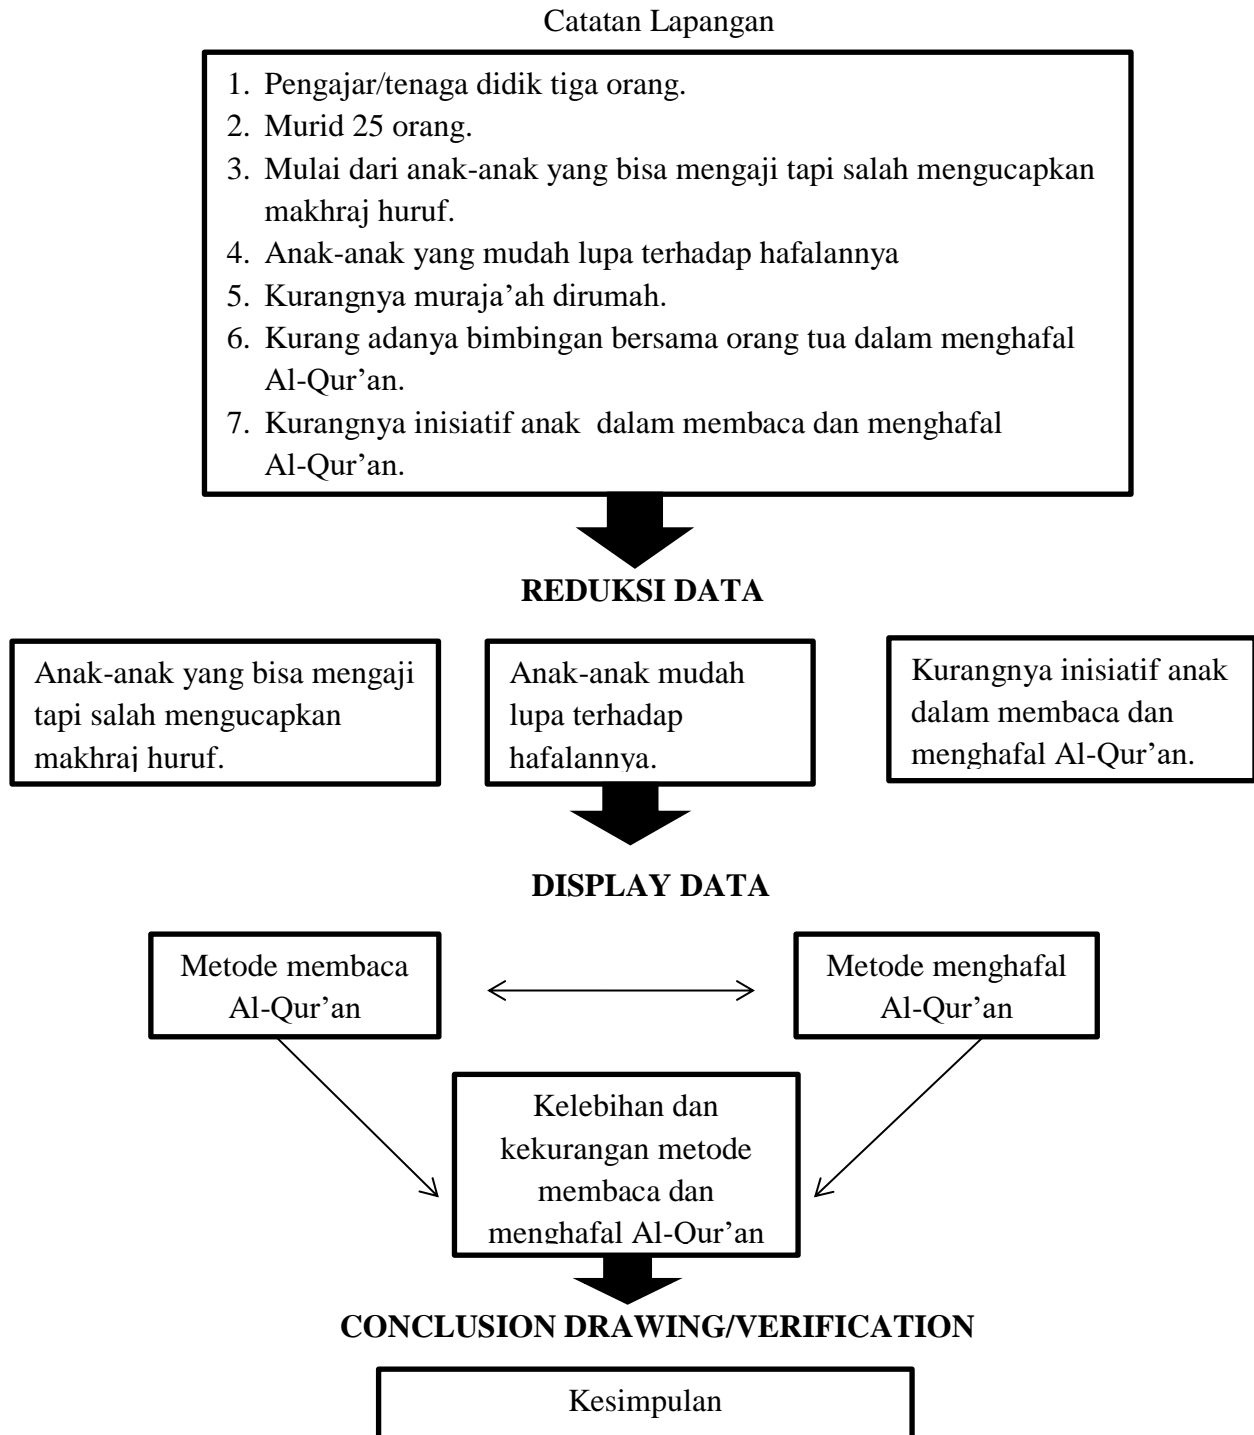 Catatan Lapangan
1. Pengajar/tenaga didik tiga orang.
2. Murid 25 orang.
3. Mulai dari anak-anak yang bisa mengaji tapi salah mengucapkan
makhraj huruf.
4. Anak-anak yang mudah lupa terhadap hafalannya
5. Kurangnya muraja’ah dirumah.
6. Kurang adanya bimbingan bersama orang tua dalam menghafal
Al-Qur’an.
7. Kurangnya inisiatif anak dalam membaca dan menghafal
Al-Qur’an.
REDUKSI DATA
Anak-anak yang bisa mengaji
tapi salah mengucapkan
makhraj huruf.
Anak-anak mudah
lupa terhadap
hafalannya.
Kurangnya inisiatif anak
dalam membaca dan
menghafal Al-Qur’an.
DISPLAY DATA
Metode membaca
Al-Qur’an
Metode menghafal
Al-Qur’an
Kelebihan dan
kekurangan metode
membaca dan
menghafal Al-Qur’an
CONCLUSION DRAWING/VERIFICATION
Kesimpulan